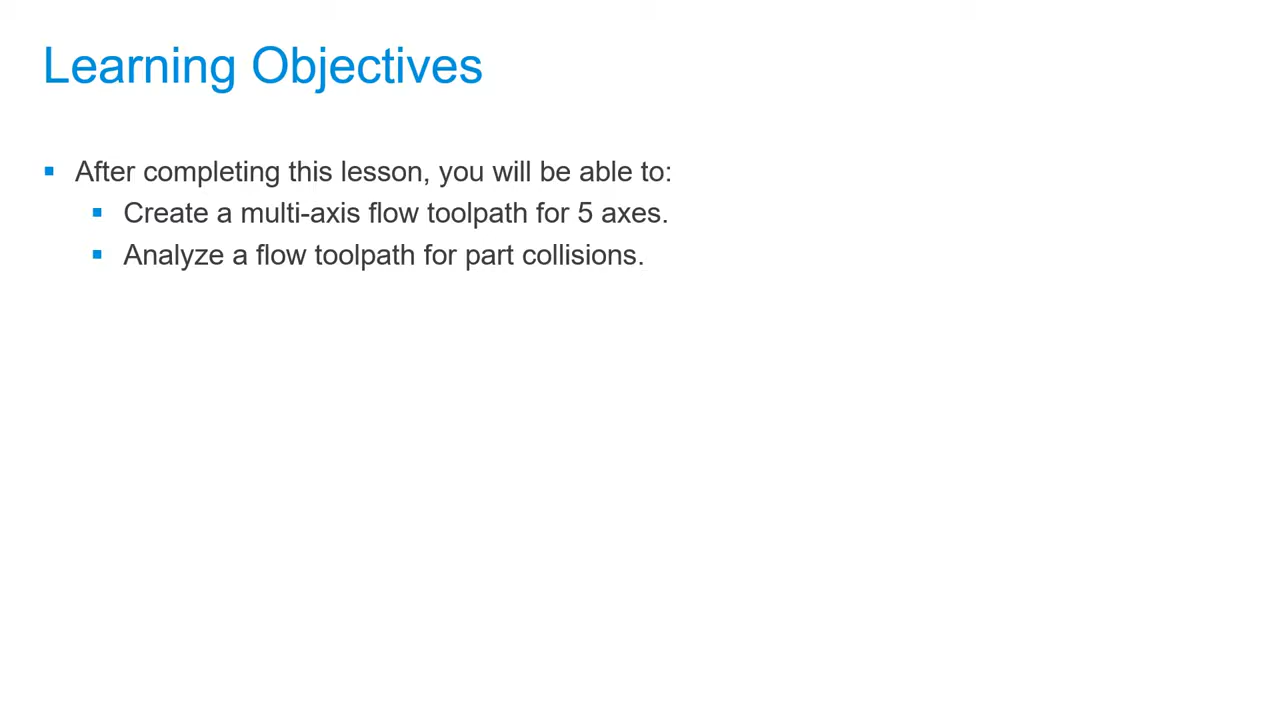 Learning Objectives
After completing this lesson, you will be able to:
Create a multi-axis flow toolpath for 5 axes.
Analyze a flow toolpath for part collisions.